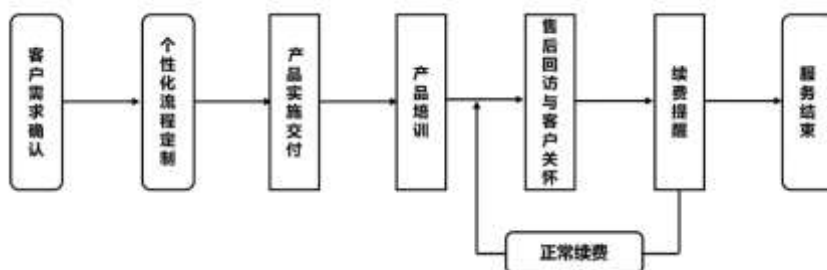 客户需求确认
个性化流程定制
产品实施交付
产品培训
售后回访与客户关怀
续费提醒
服务结束
正常续费